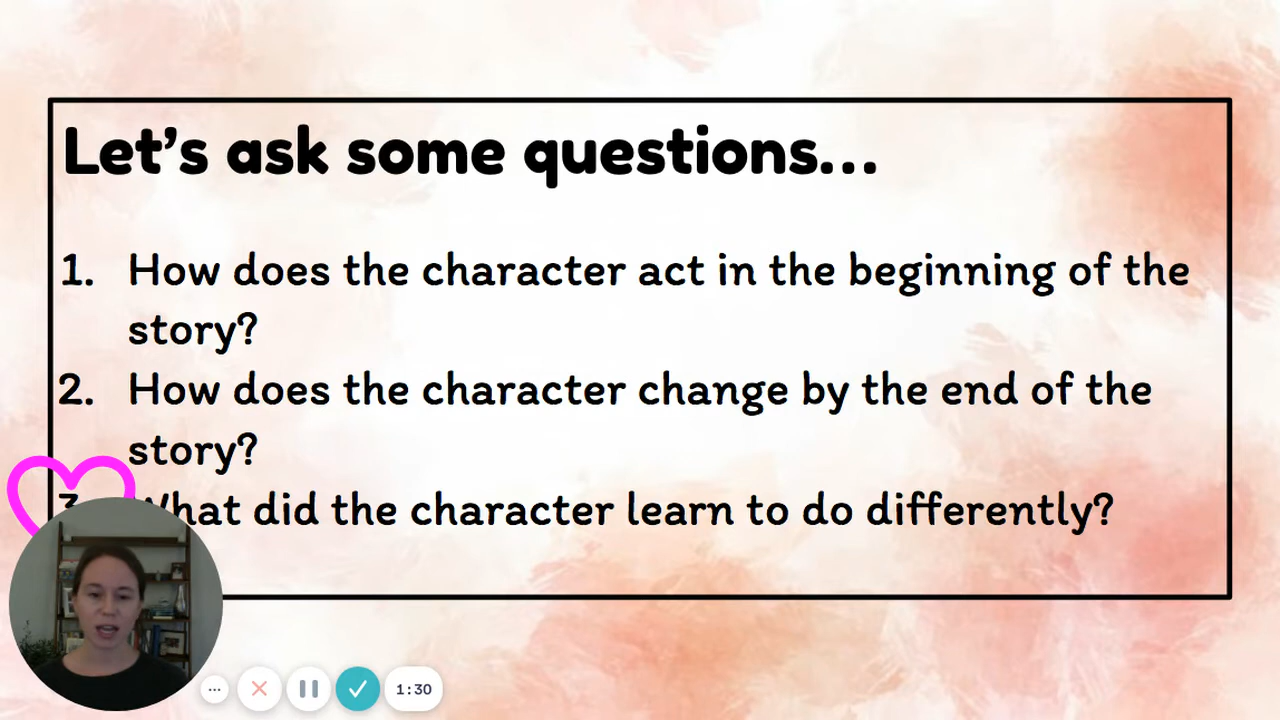 Let's ask some questions...
1. How does the character act in the beginning of the
story?
2. How does the character change by the end of the
story?
What did the character learn to do differently?
1:30